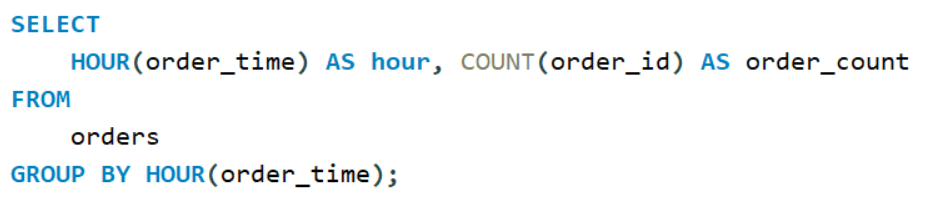 SELECT
    HOUR(order_time) AS hour, COUNT(order_id) AS order_count
FROM
    orders
GROUP BY HOUR(order_time);